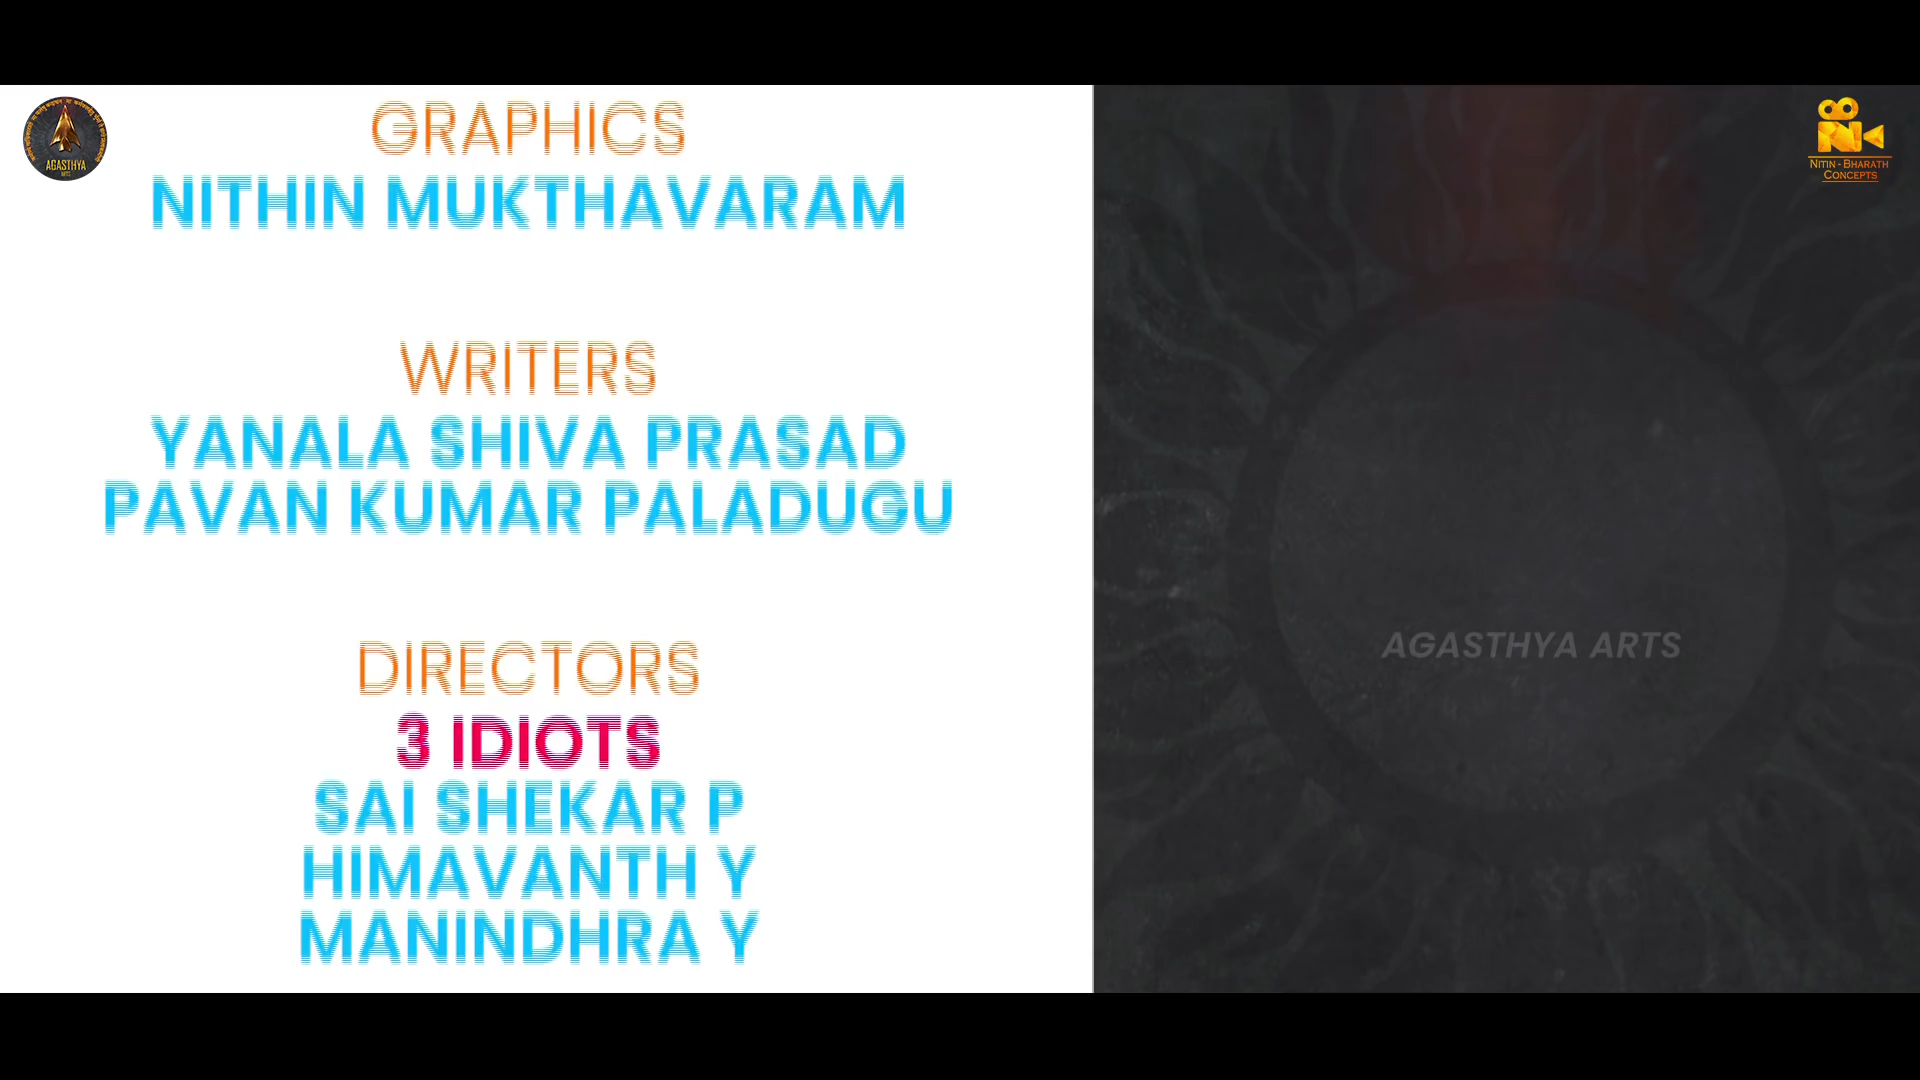 GRAPHICS
NITHIN MUKTHAVARAM
WRITERS
YANALA SHIVA PRASAD
PAVAN KUMAR PALADUGU
DIRECTORS
3 IDIOTS
SAI SHEKAR P
HIMAVANTH Y
MANINDHRA Y
AGASTHYA
ARTS
NITIN - BHARATH
CONCEPTS
AGASTHYA ARTS